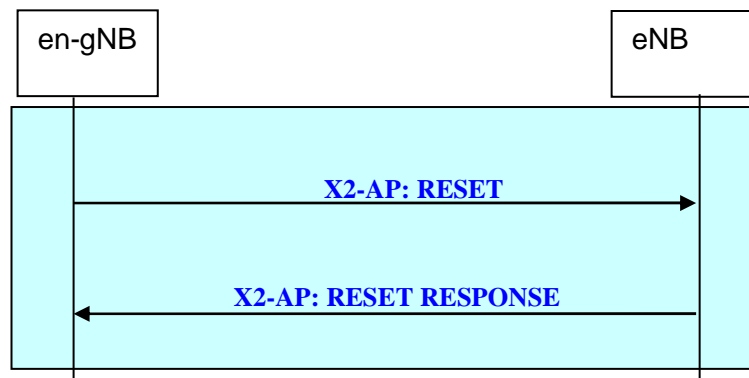 en-gNB
eNB
X2-AP: RESET
X2-AP: RESET RESPONSE